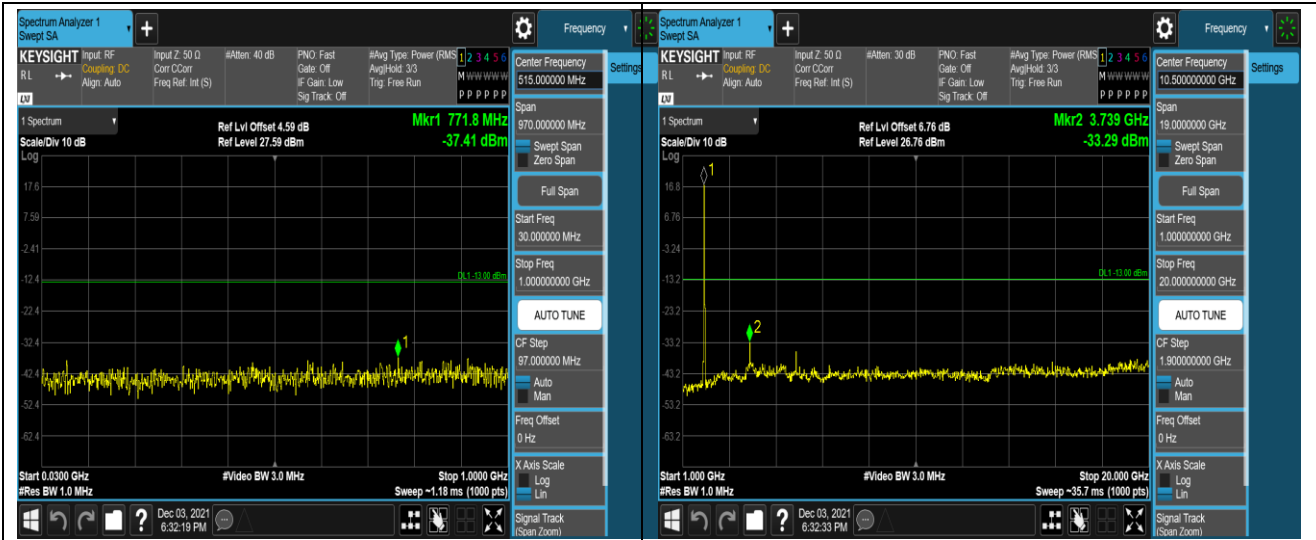 Spectrum Analyzer 1
Swept SA
+
Frequency
KEYSIGHT
RL
LXI
Input: RF
Coupling: DC
Align: Auto
Input Z: 50 Ω
Corr CCorr
Freq Ref: Int (S)
#Atten: 40 dB
PNO: Fast
Gate: Off
IF Gain: Low
Sig Track: Off
#Avg Type: Power (RMS
Avg|Hold: 3/3
Trig: Free Run
1 2 3 4 5 6
M W W W W W
P P P P P P
1 Spectrum
Scale/Div 10 dB
Ref Lvl Offset 4.59 dB
Ref Level 27.59 dBm
Mkr1 771.8 MHz
-37.41 dBm
Log
17.6
7.59
-2.41
-12.4
-22.4
-32.4
-42.4
-52.4
-62.4
DL1 -13.00 dBm
1
Start 0.0300 GHz
#Res BW 1.0 MHz
#Video BW 3.0 MHz
Stop 1.0000 GHz
Sweep ~1.18 ms (1000 pts)
?
Dec 03, 2021
6:32:19 PM
Settings
Center Frequency
515.000000 MHz
Span
970.000000 MHz
Swept Span
Zero Span
Full Span
Start Freq
30.000000 MHz
Stop Freq
1.000000000 GHz
AUTO TUNE
CF Step
97.000000 MHz
Auto
Man
Freq Offset
0 Hz
X Axis Scale
Log
Lin
Signal Track
(Span Zoom)
Spectrum Analyzer 1
Swept SA
+
Frequency
KEYSIGHT
RL
LXI
Input: RF
Coupling: DC
Align: Auto
Input Z: 50 Ω
Corr CCorr
Freq Ref: Int (S)
#Atten: 30 dB
PNO: Fast
Gate: Off
IF Gain: Low
Sig Track: Off
#Avg Type: Power (RMS
Avg|Hold: 3/3
Trig: Free Run
1 2 3 4 5 6
M W W W W W
P P P P P P
1 Spectrum
Scale/Div 10 dB
Ref Lvl Offset 6.76 dB
Ref Level 26.76 dBm
Mkr2 3.739 GHz
-33.29 dBm
Log
16.8
6.76
-3.24
-13.2
-23.2
-33.2
-43.2
-53.2
-63.2
DL1 -13.00 dBm
1
2
Start 1.000 GHz
#Res BW 1.0 MHz
#Video BW 3.0 MHz
Stop 20.000 GHz
Sweep ~35.7 ms (1000 pts)
?
Dec 03, 2021
6:32:33 PM
Settings
Center Frequency
10.500000000 GHz
Span
19.0000000 GHz
Swept Span
Zero Span
Full Span
Start Freq
1.000000000 GHz
Stop Freq
20.000000000 GHz
AUTO TUNE
CF Step
1.900000000 GHz
Auto
Man
Freq Offset
0 Hz
X Axis Scale
Log
Lin
Signal Track
(Span Zoom)